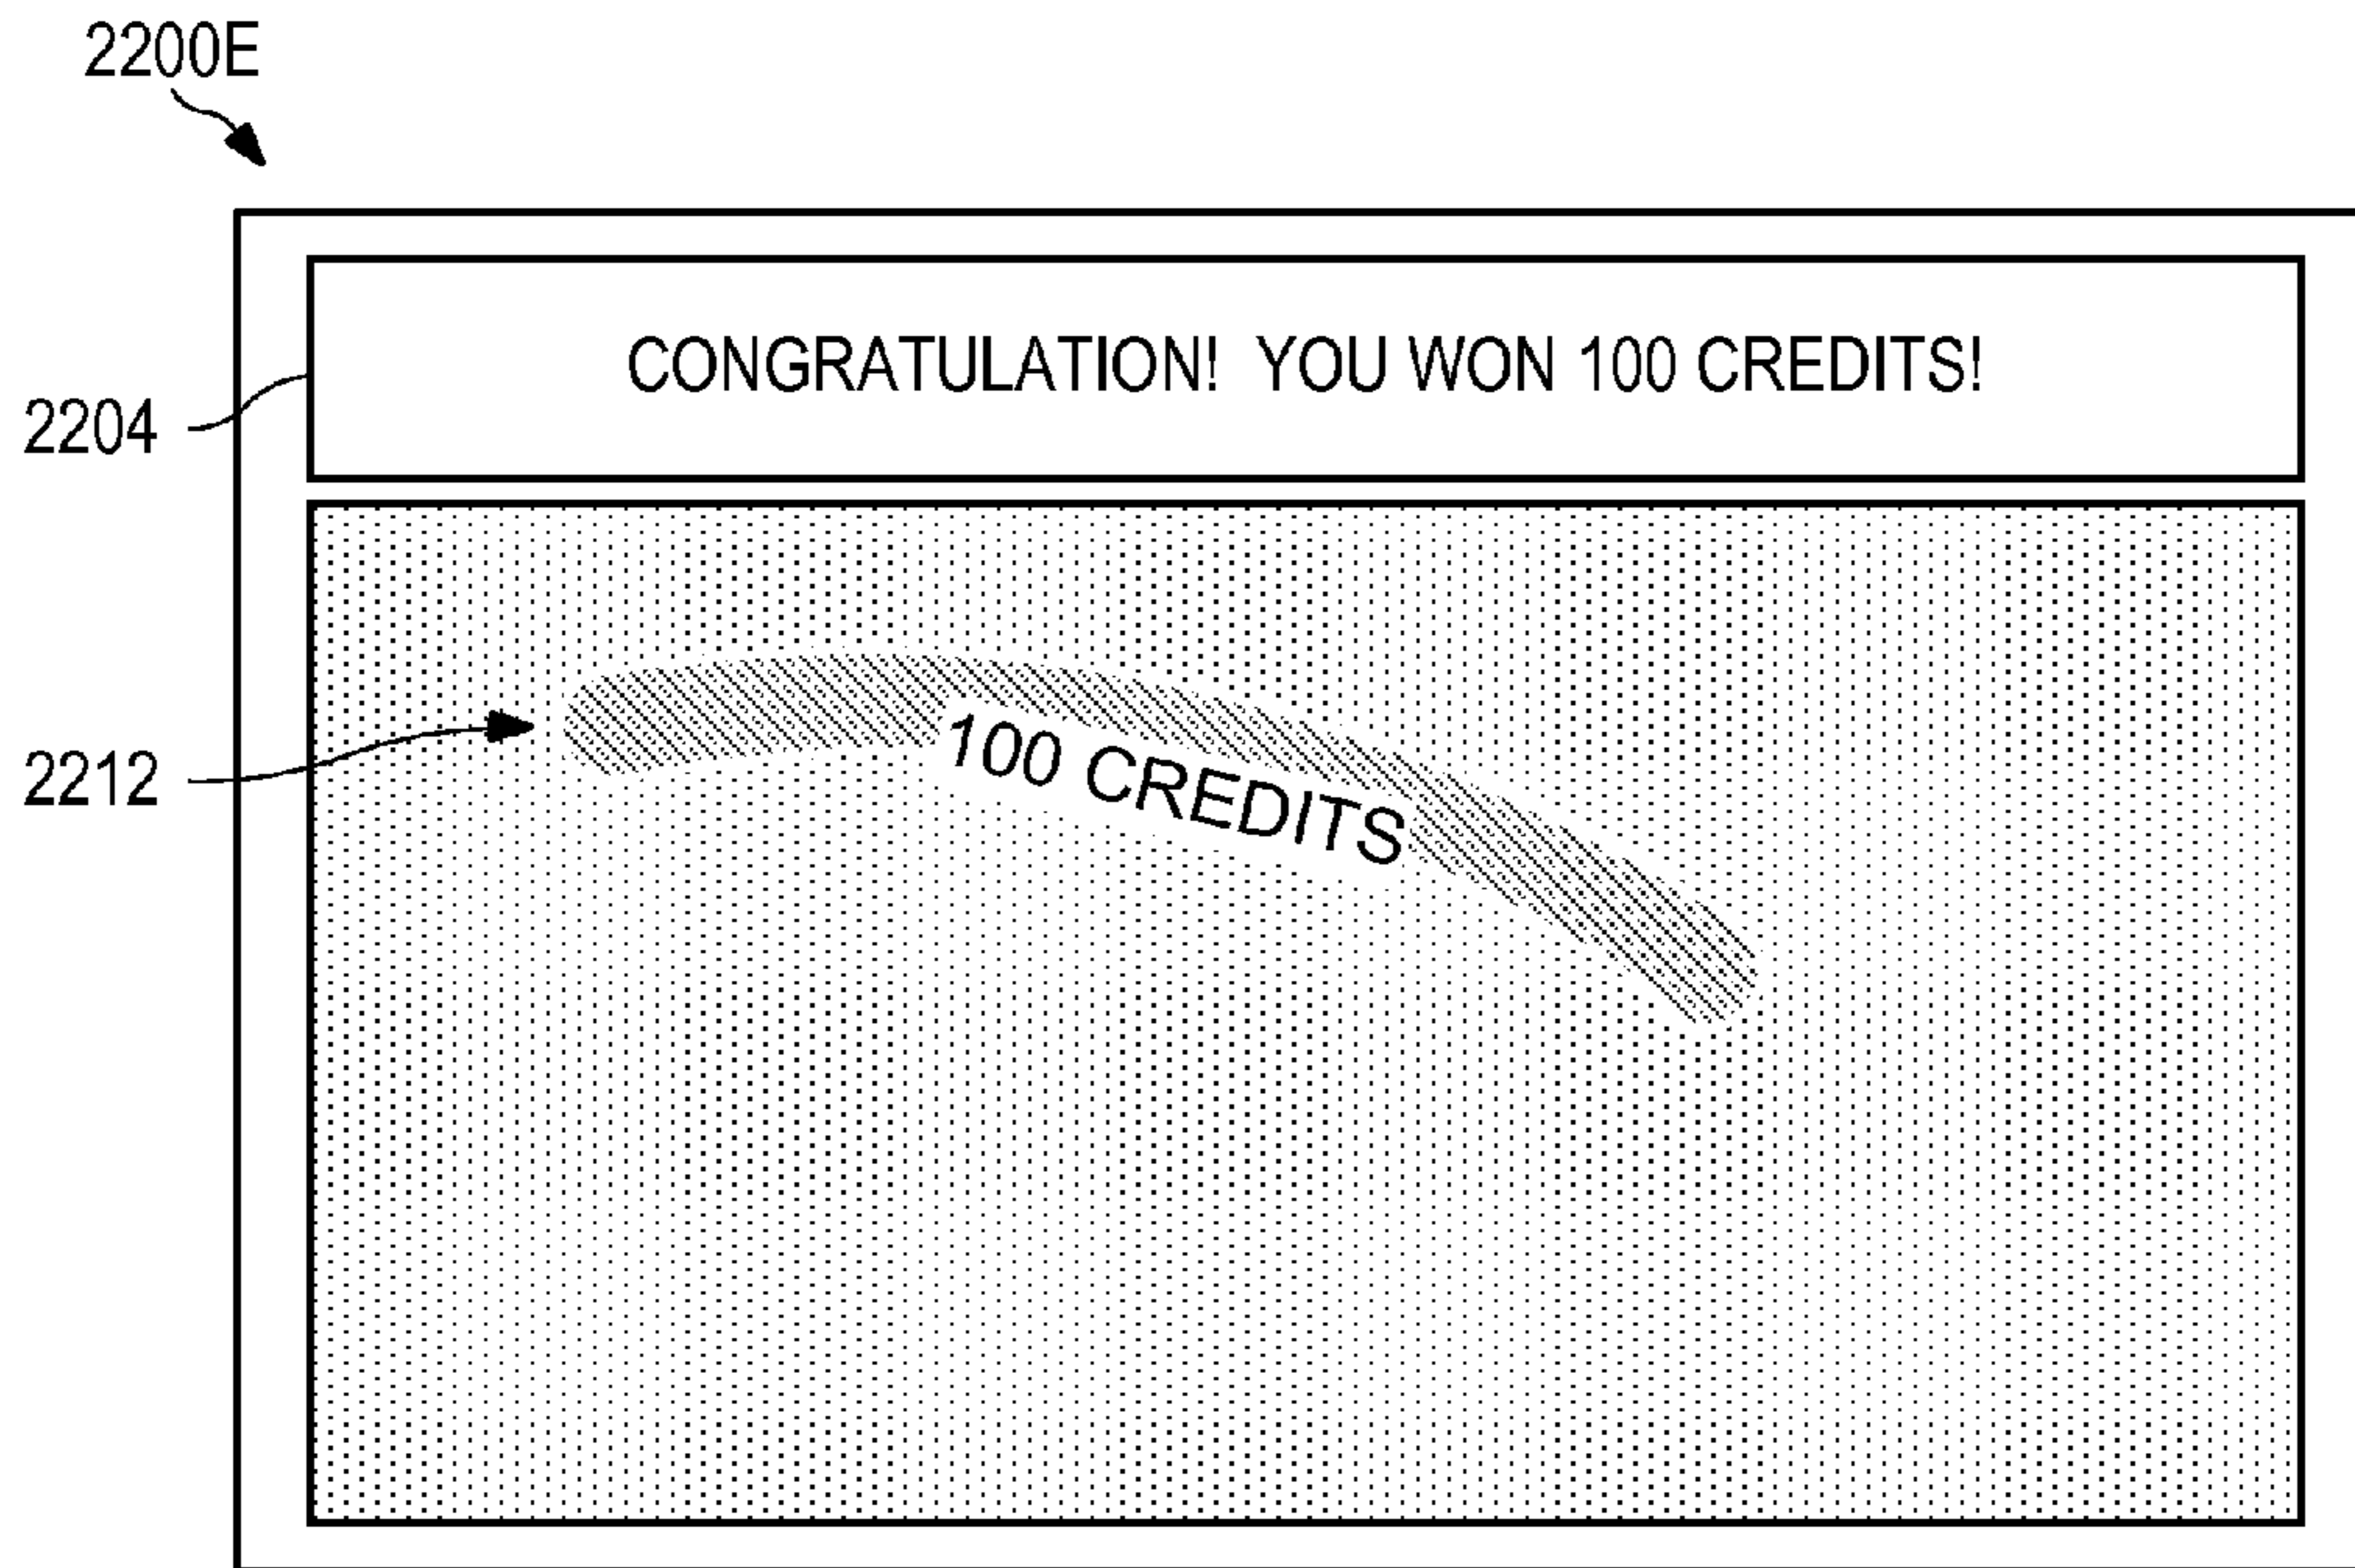 2200E
CONGRATULATION! YOU WON 100 CREDITS!
2204
2212
100 CREDITS